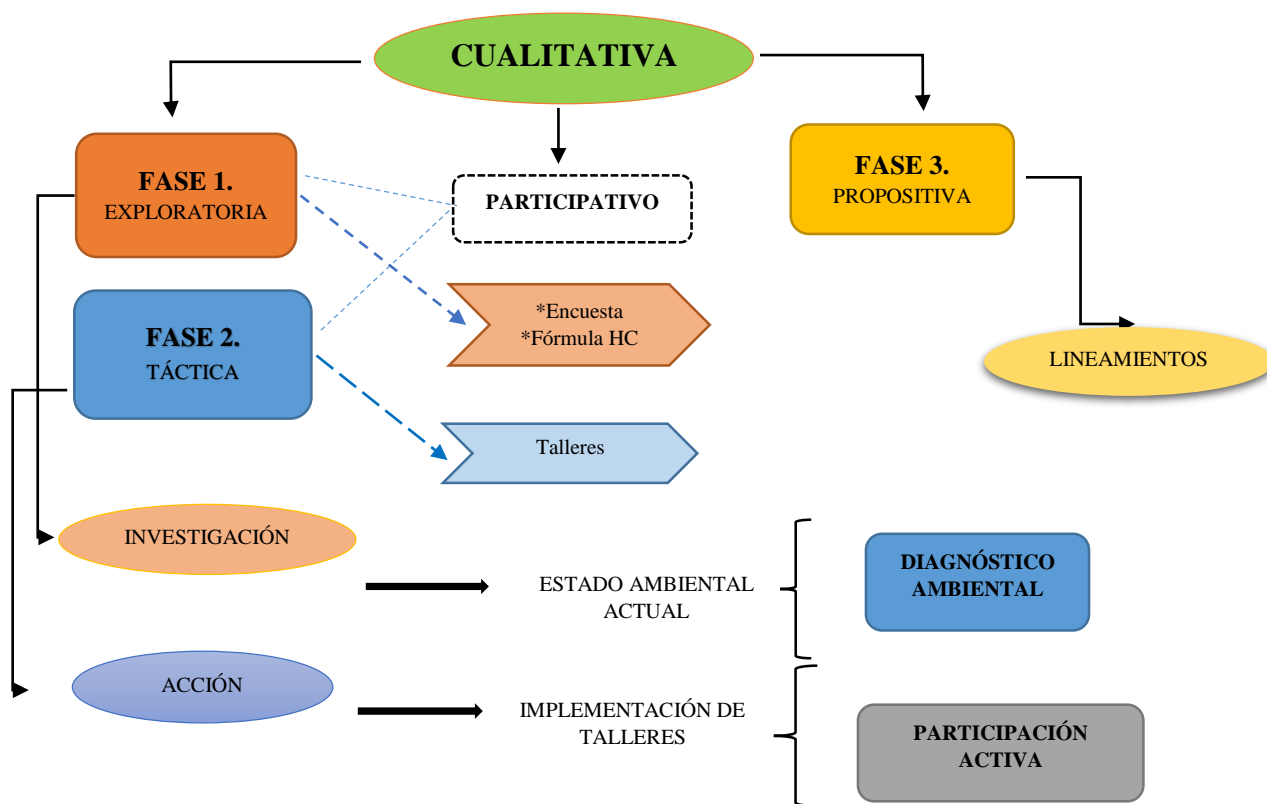 CUALITATIVA
FASE 1.
EXPLORATORIA
PARTICIPATIVO
FASE 3.
PROPOSITIVA
*Encuesta
*Fórmula HC
FASE 2.
TÁCTICA
LINEAMIENTOS
Talleres
INVESTIGACIÓN
ESTADO AMBIENTAL
ACTUAL
DIAGNÓSTICO
AMBIENTAL
ACCIÓN
IMPLEMENTACIÓN DE
TALLERES
PARTICIPACIÓN
ACTIVA